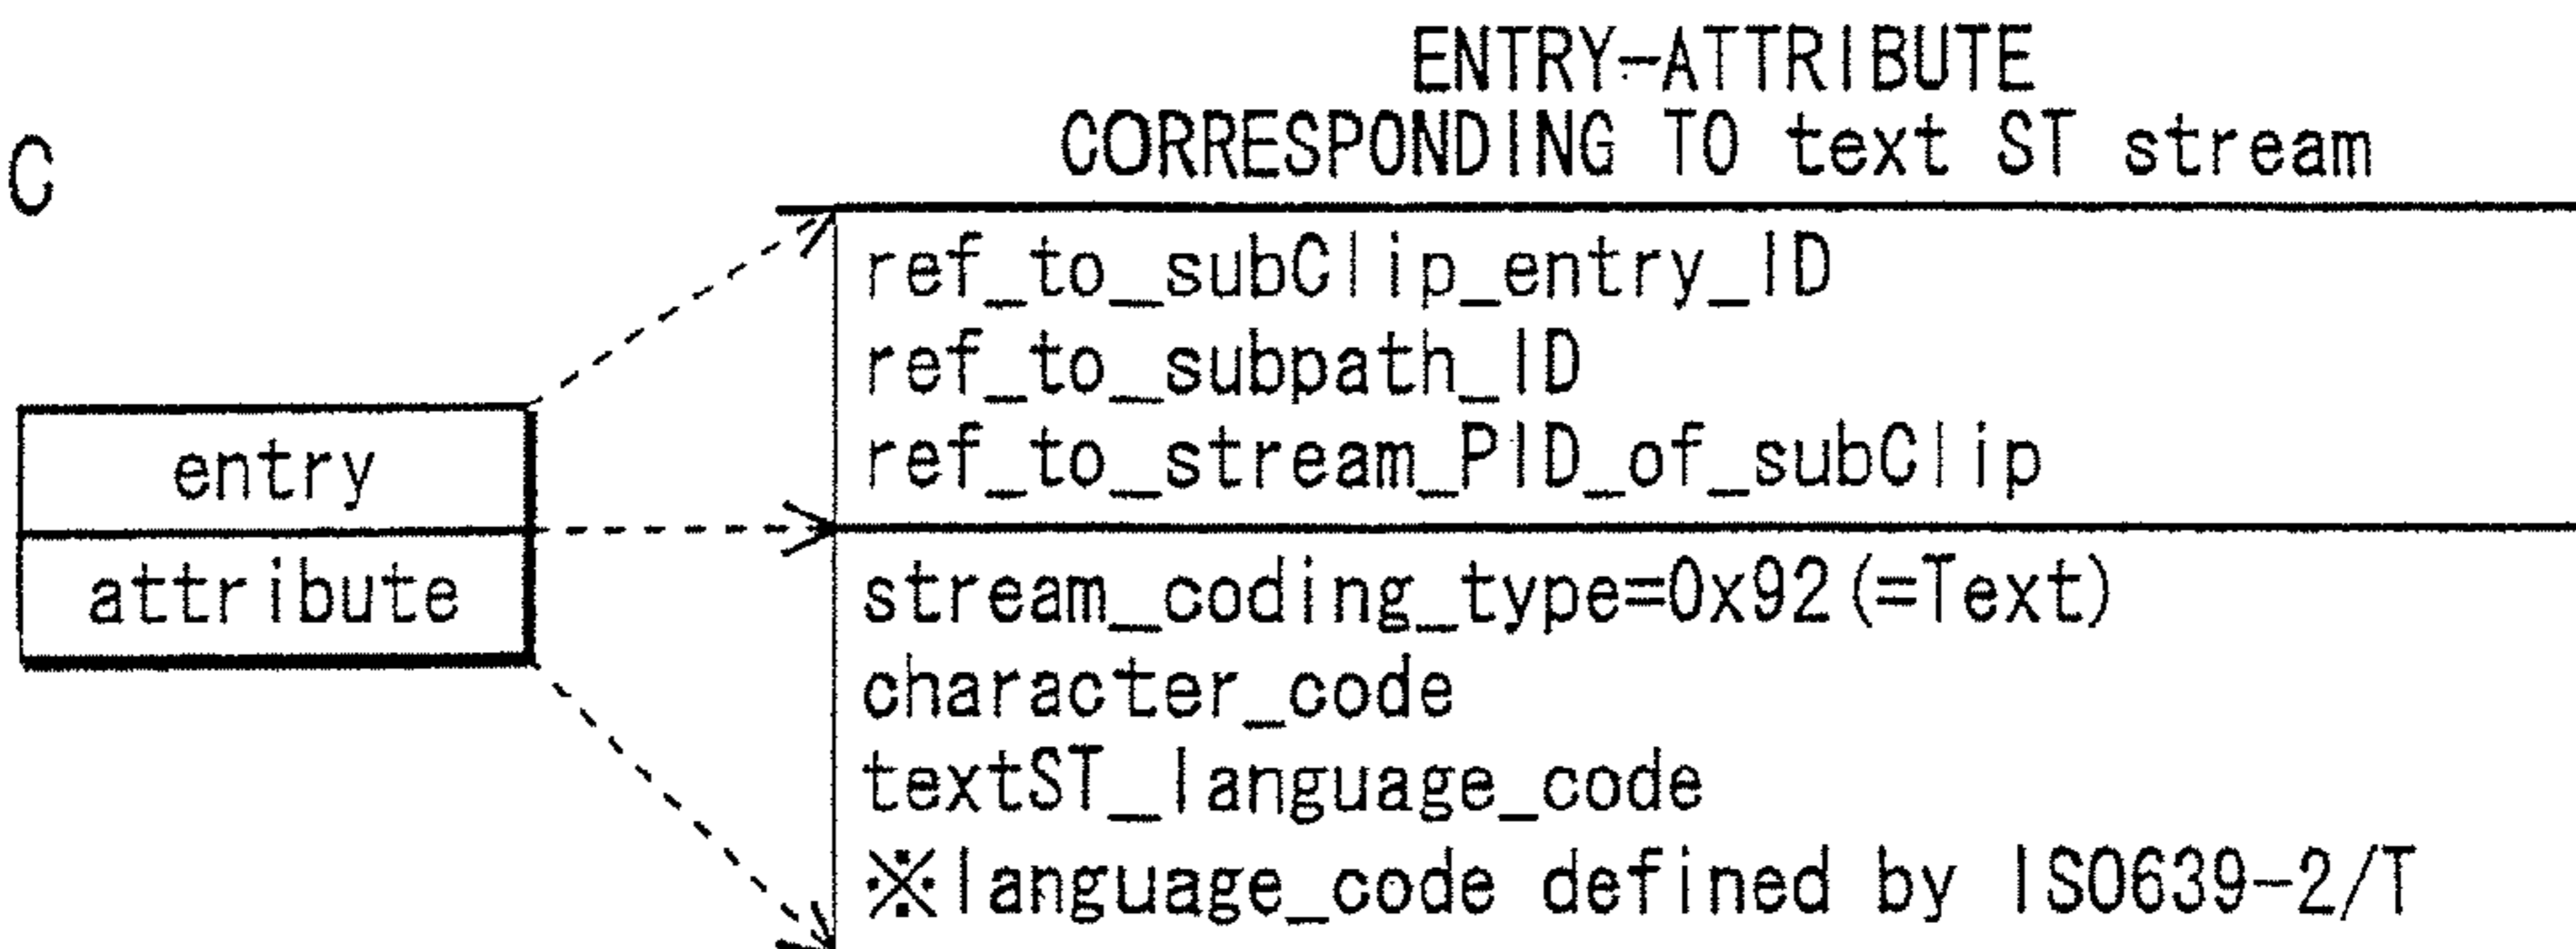 C
ENTRY-ATTRIBUTE
CORRESPONDING TO text ST stream
entry
attribute
ref_to_subClip_entry_ID
ref_to_subpath_ID
ref_to_stream_PID_of_subClip
stream_coding_type=0x92(=Text)
character_code
textST_language_code
※language_code defined by ISO639-2/T